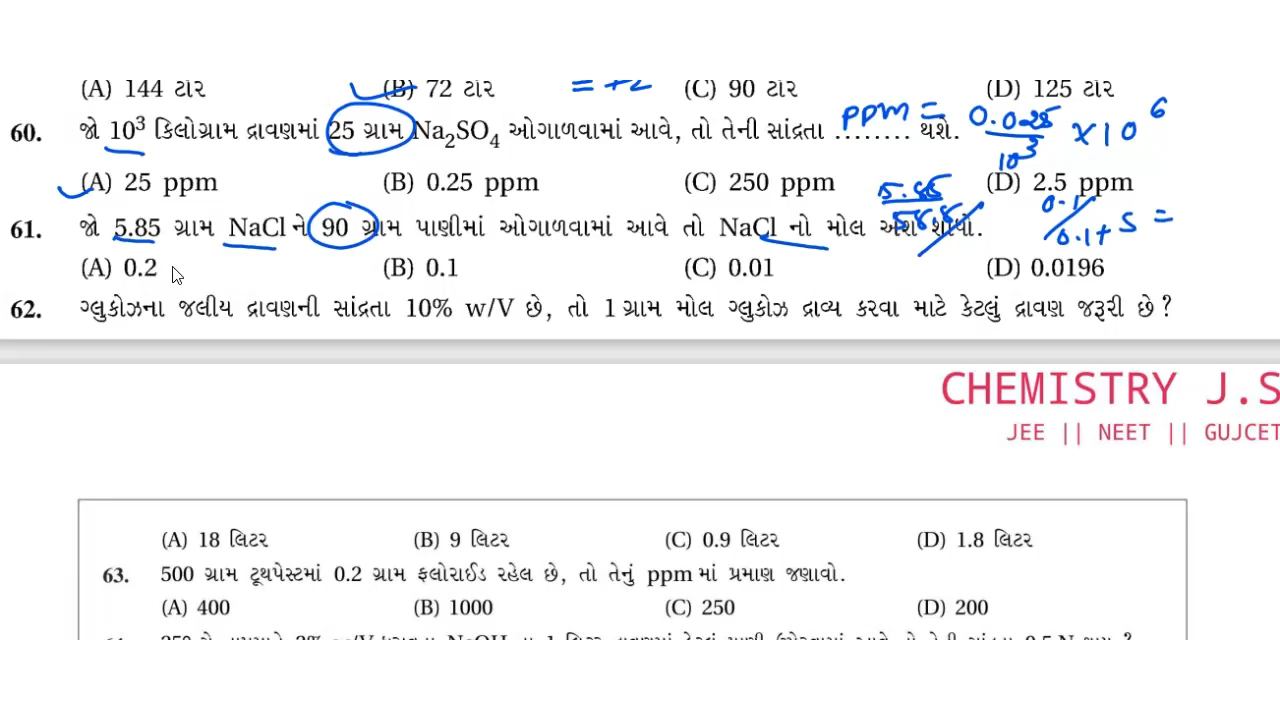 (A) 144 ટૉર (B) 72 ટૉર (C) 90 ટૉર (D) 125 ટૉર
60. જો 10³ કિલોગ્રામ દ્રાવણમાં 25 ગ્રામ Na₂SO₄ ઓગાળવામાં આવે, તો તેની સાંદ્રતા ........ થશે.
ppm = 0.025 / 10³ × 10⁶
(A) 25 ppm (B) 0.25 ppm (C) 250 ppm (D) 2.5 ppm
61. જો 5.85 ગ્રામ NaCl ને 90 ગ્રામ પાણીમાં ઓગાળવામાં આવે તો NaCl નો મોલ અંશ શોધો.
0.1 / 0.1 + 5 =
(A) 0.2 (B) 0.1 (C) 0.01 (D) 0.0196
62. ગ્લુકોઝના જલીય દ્રાવણની સાંદ્રતા 10% w/V છે, તો 1 ગ્રામ મોલ ગ્લુકોઝ દ્રાવ્ય કરવા માટે કેટલું દ્રાવણ જરૂરી છે ?
CHEMISTRY J.S
JEE || NEET || GUJCET
(A) 18 લિટર (B) 9 લિટર (C) 0.9 લિટર (D) 1.8 લિટર
63. 500 ગ્રામ ટૂથપેસ્ટમાં 0.2 ગ્રામ ફ્લોરાઈડ રહેલ છે, તો તેનું ppm માં પ્રમાણ જણાવો.
(A) 400 (B) 1000 (C) 250 (D) 200